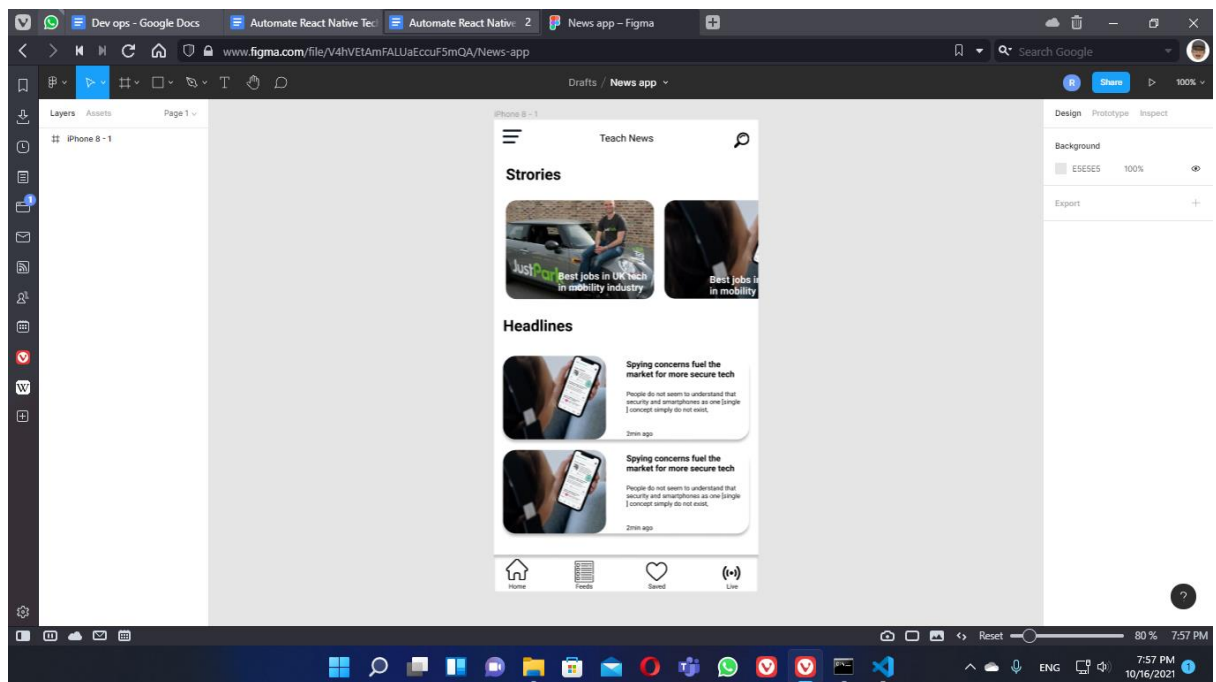 Dev ops - Google Docs
Automate React Native Tec
Automate React Native 2
News app – Figma
www.figma.com/file/V4hVEtAmFALUaEccuF5mQA/News-app
Search Google
Drafts / News app
R
Share
100%
Layers Assets Page 1
iPhone 8 - 1
iPhone 8 - 1
Design Prototype Inspect
Background
E5E5E5 100%
Export
Teach News
Strories
JustPark
Best jobs in UK tech
in mobility industry
Best jobs i
in mobility
Headlines
Spying concerns fuel the
market for more secure tech
People do not seem to understand that
security and smartphones as one [single
] concept simply do not exist,
2min ago
Spying concerns fuel the
market for more secure tech
People do not seem to understand that
security and smartphones as one [single
] concept simply do not exist,
2min ago
Home Feeds Saved Live
1
W
?
Reset 80 % 7:57 PM
ENG
7:57 PM
10/16/2021
1